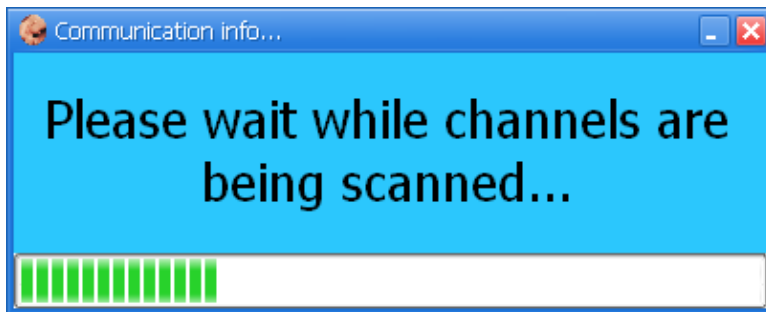 Communication info...
Please wait while channels are
being scanned...